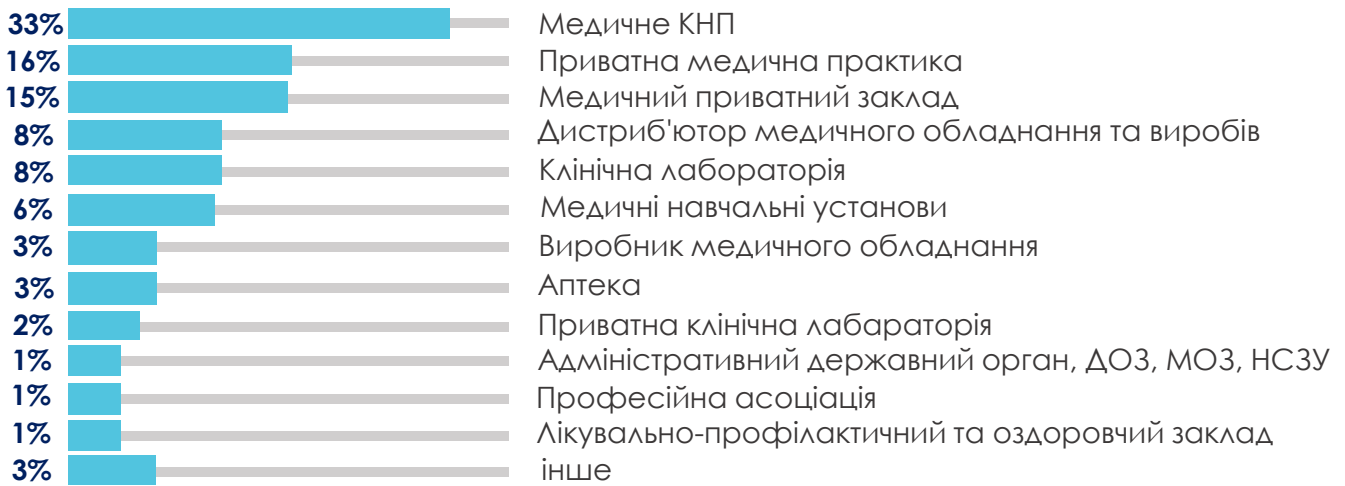 33% Медичне КНП
16% Приватна медична практика
15% Медичний приватний заклад
8% Дистриб'ютор медичного обладнання та виробів
8% Клінічна лабораторія
6% Медичні навчальні установи
3% Виробник медичного обладнання
3% Аптека
2% Приватна клінічна лабараторія
1% Адміністративний державний орган, ДОЗ, МОЗ, НСЗУ
1% Професійна асоціація
1% Лікувально-профілактичний та оздоровчий заклад
3% інше